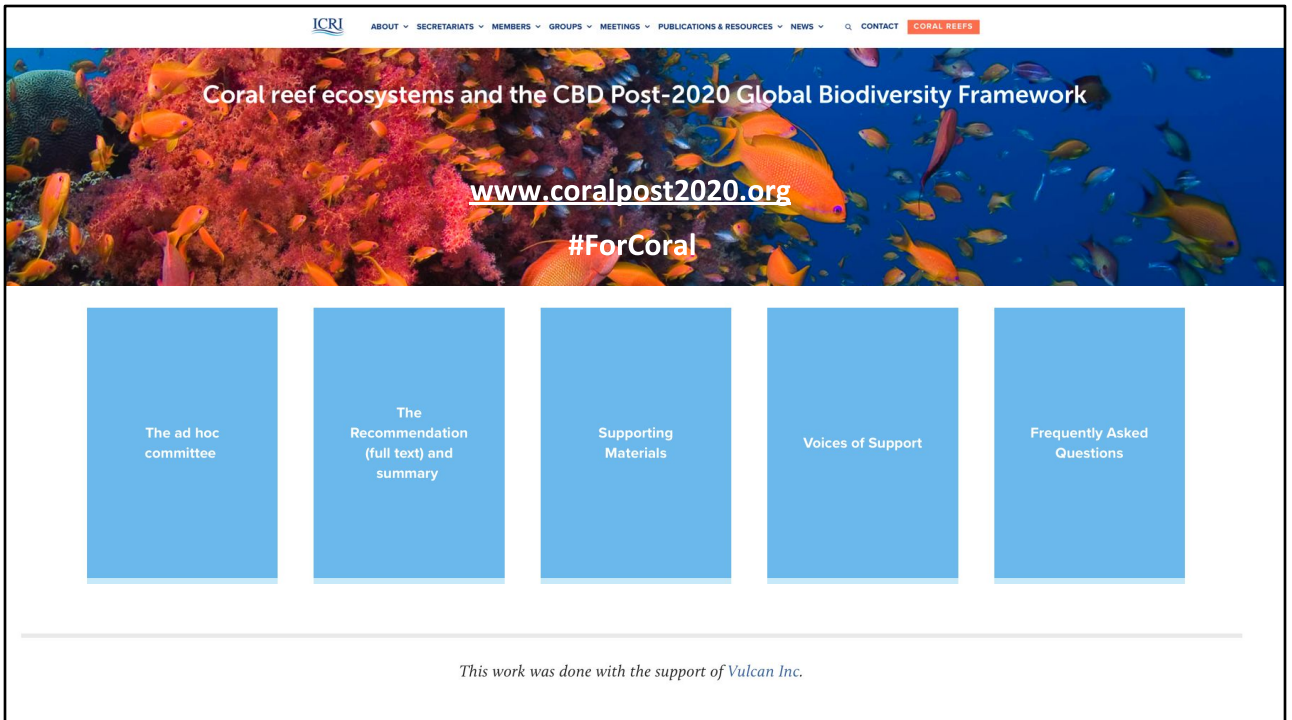 ICRI ABOUT SECRETARIATS MEMBERS GROUPS MEETINGS PUBLICATIONS & RESOURCES NEWS CONTACT CORAL REEFS
Coral reef ecosystems and the CBD Post-2020 Global Biodiversity Framework
www.coralpost2020.org
#ForCoral
The ad hoc
committee
The
Recommendation
(full text) and
summary
Supporting
Materials
Voices of Support
Frequently Asked
Questions
This work was done with the support of Vulcan Inc.